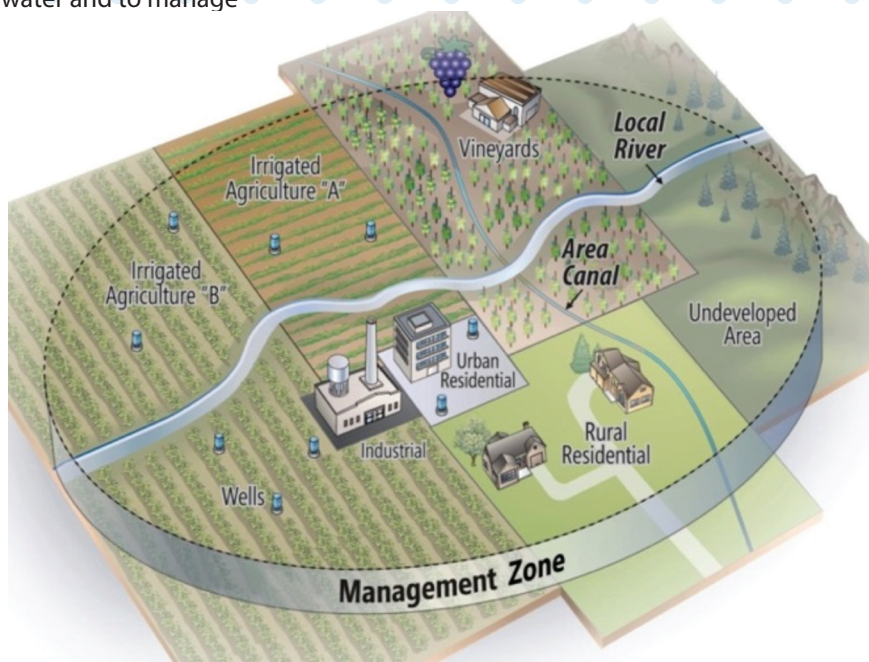 water and to manage
Local
River
Vineyards
Irrigated
Agriculture "A"
Area
Canal
Irrigated
Agriculture "B"
Undeveloped
Area
Urban
Residential
Rural
Residential
Industrial
Wells
Management Zone